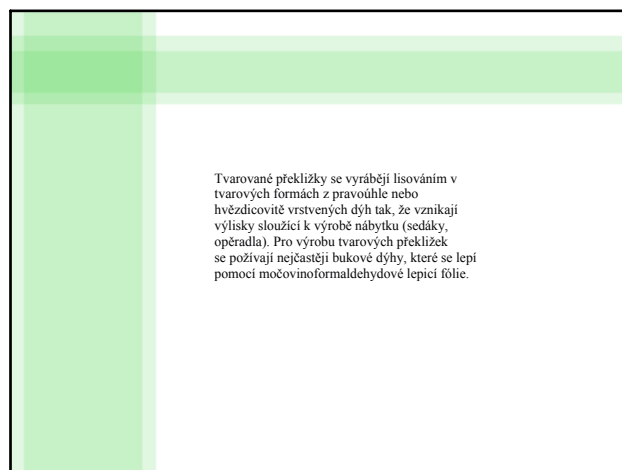 Tvarované překližky se vyrábějí lisováním v
tvarových formách z pravoúhle nebo
hvězdicovitě vrstvených dýh tak, že vznikají
výlisky sloužící k výrobě nábytku (sedáky,
opěradla). Pro výrobu tvarových překližek
se požívají nejčastěji bukové dýhy, které se lepí
pomocí močovinoformaldehydové lepicí fólie.